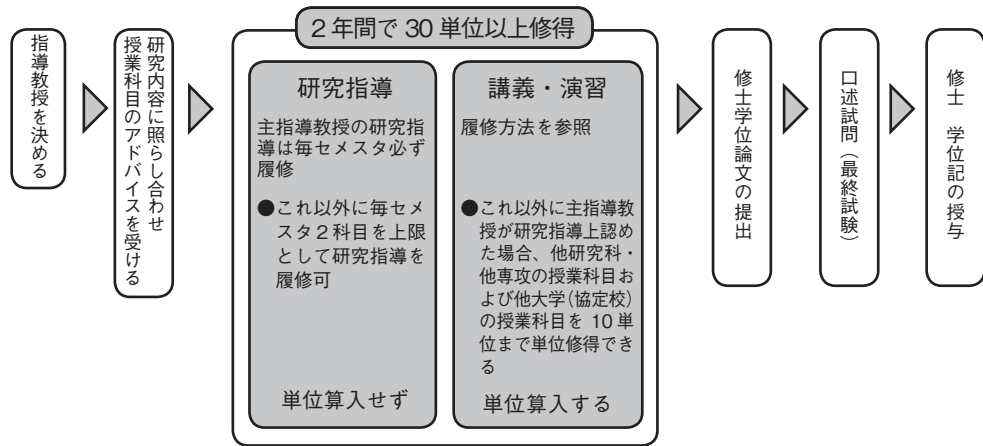 指導教授を決める
研究内容に照らし合わせ
授業科目のアドバイスを受ける
2年間で30単位以上修得
研究指導
主指導教授の研究指
導は毎セメスタ必ず
履修
●これ以外に毎セメ
スタ2科目を上限
として研究指導を
履修可
単位算入せず
講義・演習
履修方法を参照
●これ以外に主指導教
授が研究指導上認め
た場合、他研究科・
他専攻の授業科目お
よび他大学(協定校)
の授業科目を 10 単
位まで単位修得でき
る
単位算入する
修士学位論文の提出
口述試問(最終試験)
修士 学位記の授与